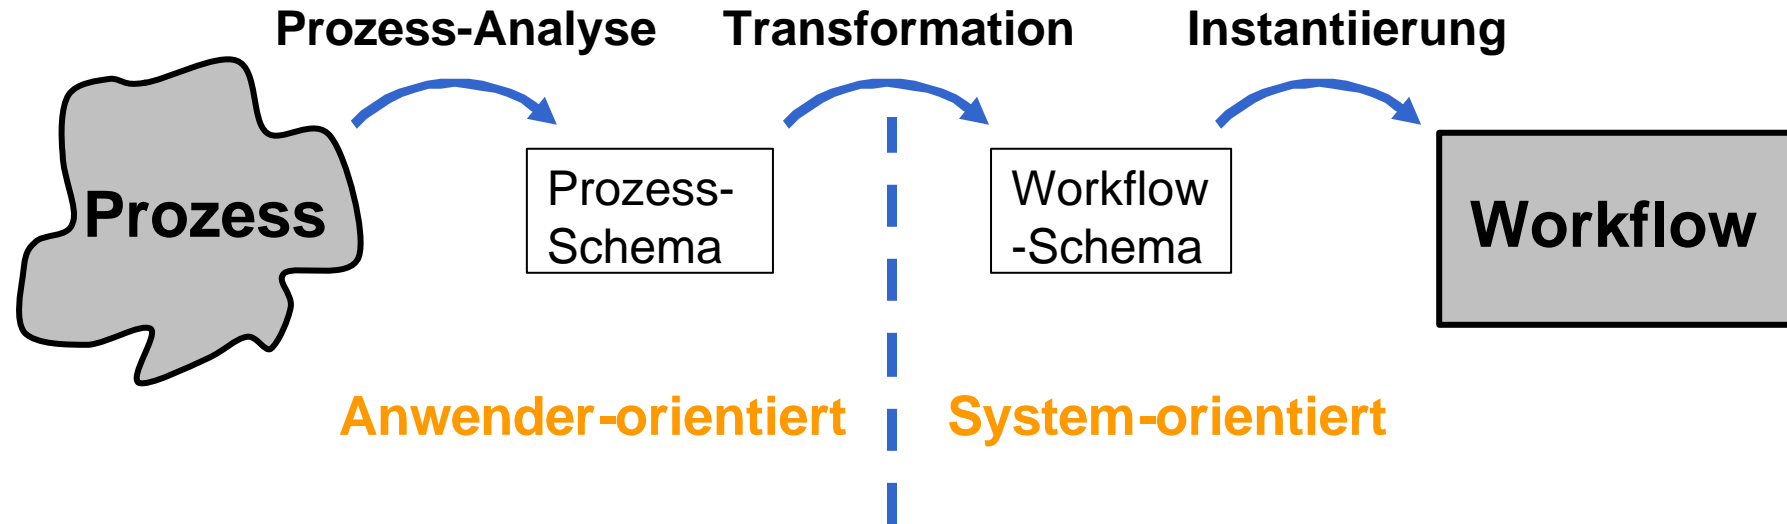 Prozess-Analyse
Transformation
Instantiierung
Prozess
Prozess-
Schema
Workflow
-Schema
Workflow
Anwender-orientiert
System-orientiert